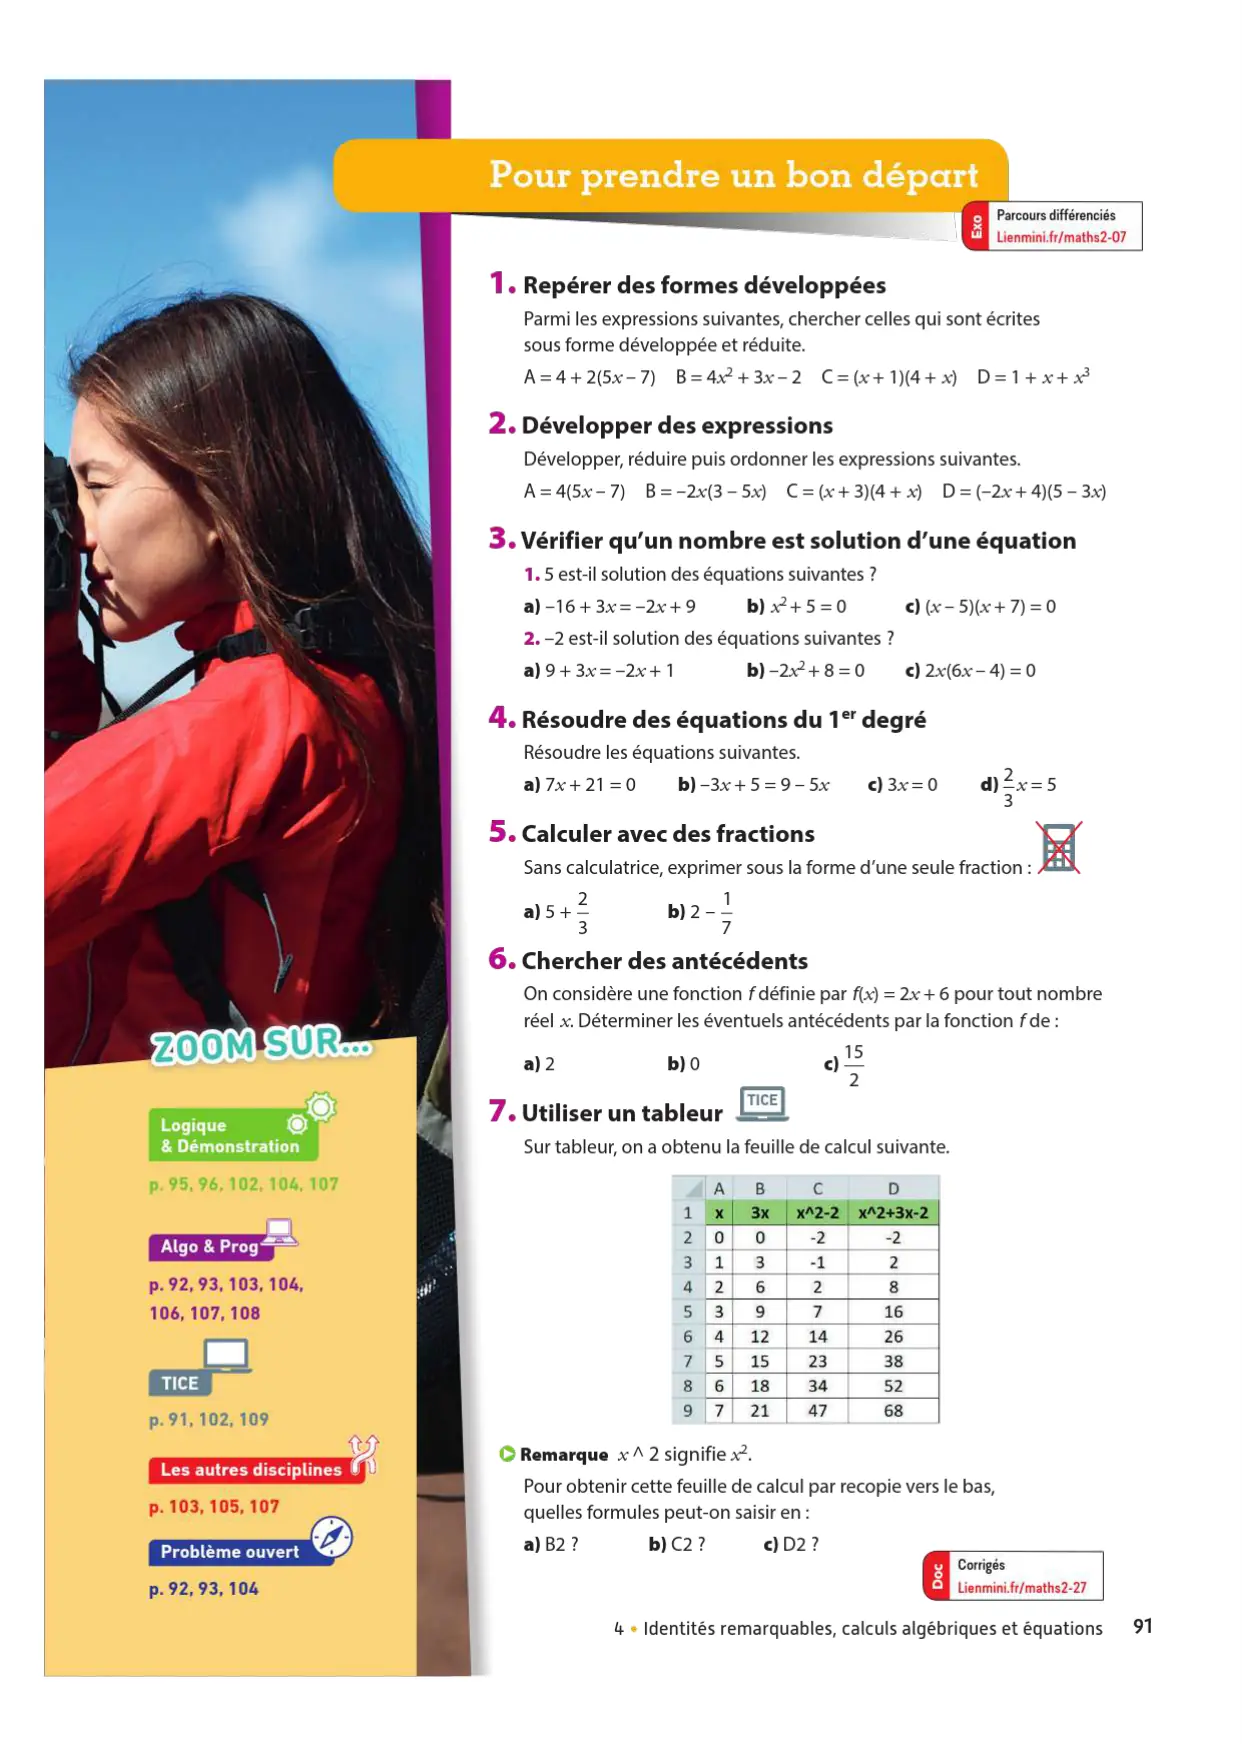 Pour prendre un bon départ
Exo
Parcours différenciés
Lienmini.fr/maths2-07
1. Repérer des formes développées
Parmi les expressions suivantes, chercher celles qui sont écrites
sous forme développée et réduite.
A = 4 + 2(5x – 7) B = 4x² + 3x – 2 C = (x + 1)(4 + x) D = 1 + x + x³
2. Développer des expressions
Développer, réduire puis ordonner les expressions suivantes.
A = 4(5x – 7) B = –2x(3 – 5x) C = (x + 3)(4 + x) D = (–2x + 4)(5 – 3x)
3. Vérifier qu’un nombre est solution d’une équation
1. 5 est-il solution des équations suivantes ?
a) –16 + 3x = –2x + 9 b) x² + 5 = 0 c) (x – 5)(x + 7) = 0
2. –2 est-il solution des équations suivantes ?
a) 9 + 3x = –2x + 1 b) –2x² + 8 = 0 c) 2x(6x – 4) = 0
4. Résoudre des équations du 1er degré
Résoudre les équations suivantes.
a) 7x + 21 = 0 b) –3x + 5 = 9 – 5x c) 3x = 0 d) 2/3 x = 5
5. Calculer avec des fractions
Sans calculatrice, exprimer sous la forme d’une seule fraction :
a) 5 + 2/3 b) 2 – 1/7
6. Chercher des antécédents
On considère une fonction f définie par f(x) = 2x + 6 pour tout nombre
réel x. Déterminer les éventuels antécédents par la fonction f de :
a) 2 b) 0 c) 15/2
7. Utiliser un tableur TICE
Sur tableur, on a obtenu la feuille de calcul suivante.
A B C D
1 x 3x x^2-2 x^2+3x-2
2 0 0 -2 -2
3 1 3 -1 2
4 2 6 2 8
5 3 9 7 16
6 4 12 14 26
7 5 15 23 38
8 6 18 34 52
9 7 21 47 68
Remarque x ^ 2 signifie x².
Pour obtenir cette feuille de calcul par recopie vers le bas,
quelles formules peut-on saisir en :
a) B2 ? b) C2 ? c) D2 ?
Doc
Corrigés
Lienmini.fr/maths2-27
ZOOM SUR...
Logique
& Démonstration
p. 95, 96, 102, 104, 107
Algo & Prog
p. 92, 93, 103, 104,
106, 107, 108
TICE
p. 91, 102, 109
Les autres disciplines
p. 103, 105, 107
Problème ouvert
p. 92, 93, 104
4 • Identités remarquables, calculs algébriques et équations 91